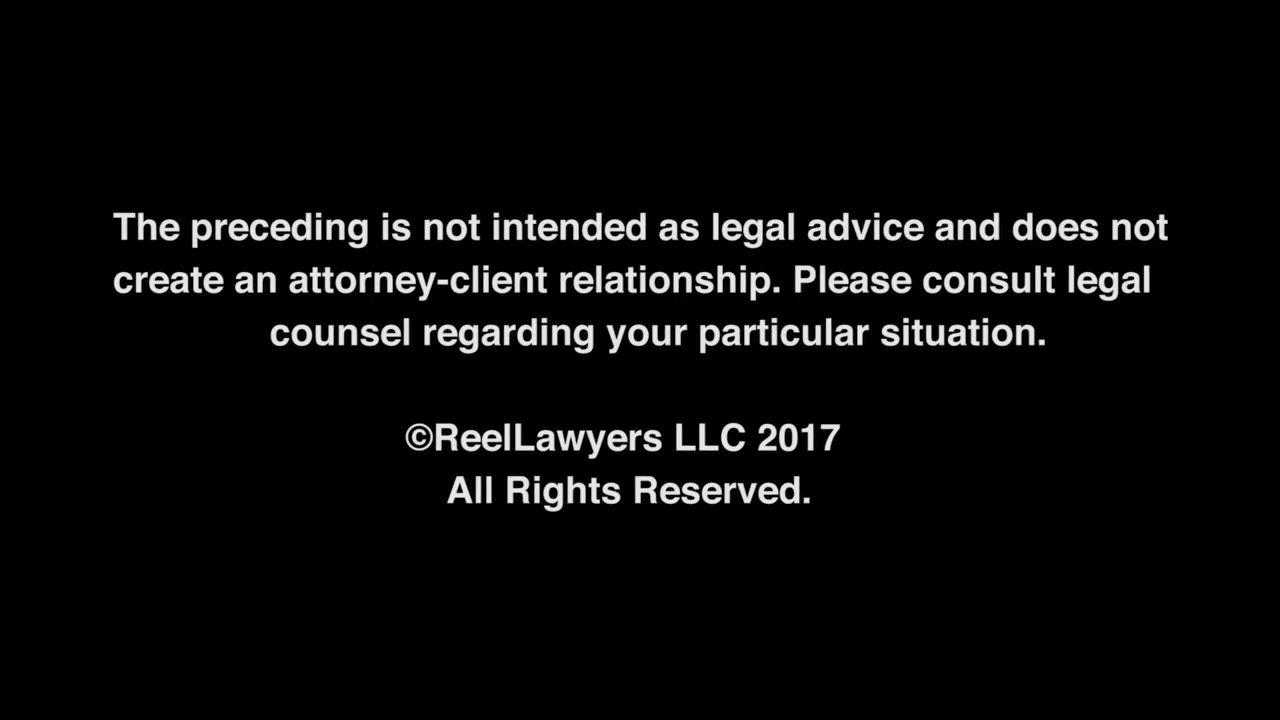 The preceding is not intended as legal advice and does not
create an attorney-client relationship. Please consult legal
counsel regarding your particular situation.
©ReelLawyers LLC 2017
All Rights Reserved.